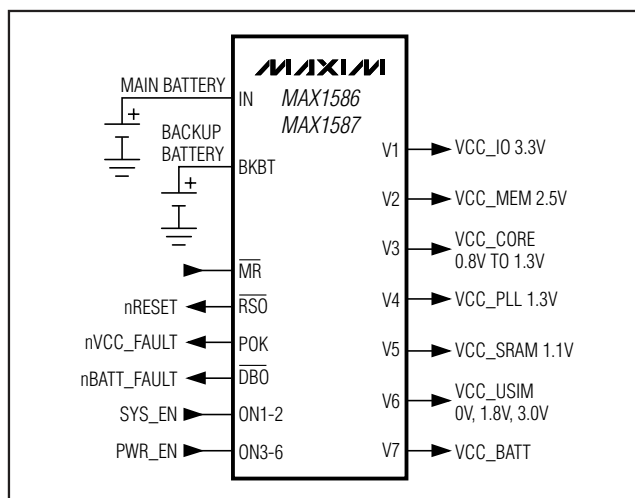 MAXIM
MAX1586
MAX1587
MAIN BATTERY
+
IN
BACKUP
BATTERY
+
BKBT
MR
nRESET
RSO
nVCC_FAULT
POK
nBATT_FAULT
DBO
SYS_EN
ON1-2
PWR_EN
ON3-6
V1
VCC_IO 3.3V
V2
VCC_MEM 2.5V
V3
VCC_CORE
0.8V TO 1.3V
V4
VCC_PLL 1.3V
V5
VCC_SRAM 1.1V
V6
VCC_USIM
0V, 1.8V, 3.0V
V7
VCC_BATT